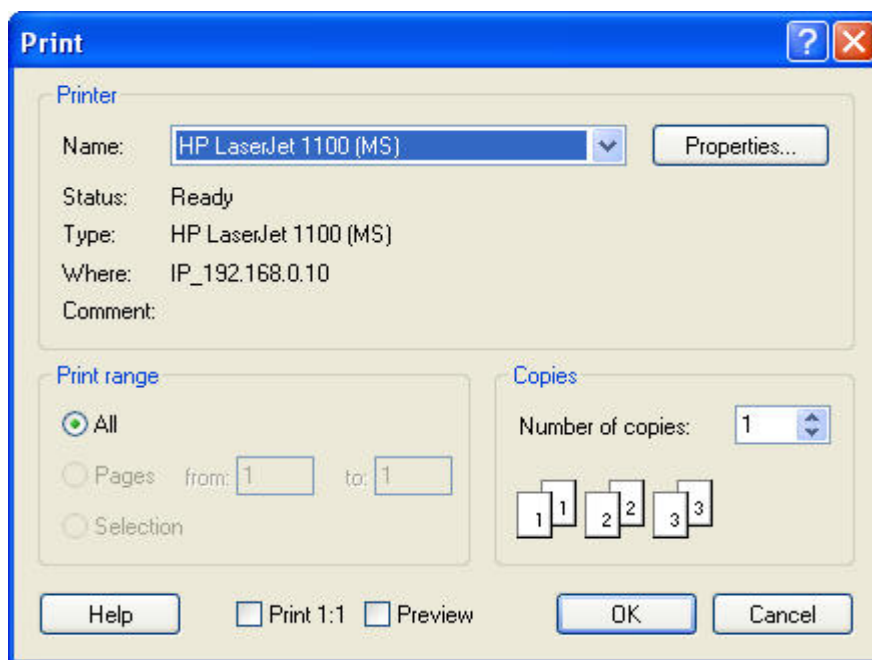 Print
Printer
Name: HP LaserJet 1100 (MS) Properties...
Status: Ready
Type: HP LaserJet 1100 (MS)
Where: IP_192.168.0.10
Comment:
Print range
All
Pages from: 1 to: 1
Selection
Copies
Number of copies: 1
1 1 2 2 3 3
Help Print 1:1 Preview OK Cancel